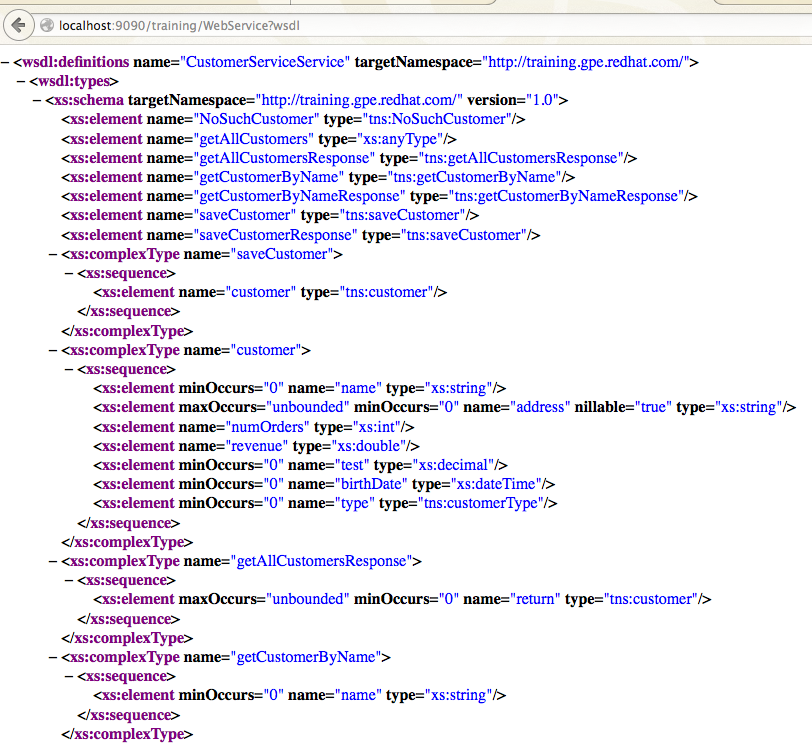 localhost:9090/training/WebService?wsdl
− <wsdl:definitions name="CustomerServiceService" targetNamespace="http://training.gpe.redhat.com/">
− <wsdl:types>
− <xs:schema targetNamespace="http://training.gpe.redhat.com/" version="1.0">
<xs:element name="NoSuchCustomer" type="tns:NoSuchCustomer"/>
<xs:element name="getAllCustomers" type="xs:anyType"/>
<xs:element name="getAllCustomersResponse" type="tns:getAllCustomersResponse"/>
<xs:element name="getCustomerByName" type="tns:getCustomerByName"/>
<xs:element name="getCustomerByNameResponse" type="tns:getCustomerByNameResponse"/>
<xs:element name="saveCustomer" type="tns:saveCustomer"/>
<xs:element name="saveCustomerResponse" type="tns:saveCustomer"/>
− <xs:complexType name="saveCustomer">
− <xs:sequence>
<xs:element name="customer" type="tns:customer"/>
</xs:sequence>
</xs:complexType>
− <xs:complexType name="customer">
− <xs:sequence>
<xs:element minOccurs="0" name="name" type="xs:string"/>
<xs:element maxOccurs="unbounded" minOccurs="0" name="address" nillable="true" type="xs:string"/>
<xs:element name="numOrders" type="xs:int"/>
<xs:element name="revenue" type="xs:double"/>
<xs:element minOccurs="0" name="test" type="xs:decimal"/>
<xs:element minOccurs="0" name="birthDate" type="xs:dateTime"/>
<xs:element minOccurs="0" name="type" type="tns:customerType"/>
</xs:sequence>
</xs:complexType>
− <xs:complexType name="getAllCustomersResponse">
− <xs:sequence>
<xs:element maxOccurs="unbounded" minOccurs="0" name="return" type="tns:customer"/>
</xs:sequence>
</xs:complexType>
− <xs:complexType name="getCustomerByName">
− <xs:sequence>
<xs:element minOccurs="0" name="name" type="xs:string"/>
</xs:sequence>
</xs:complexType>